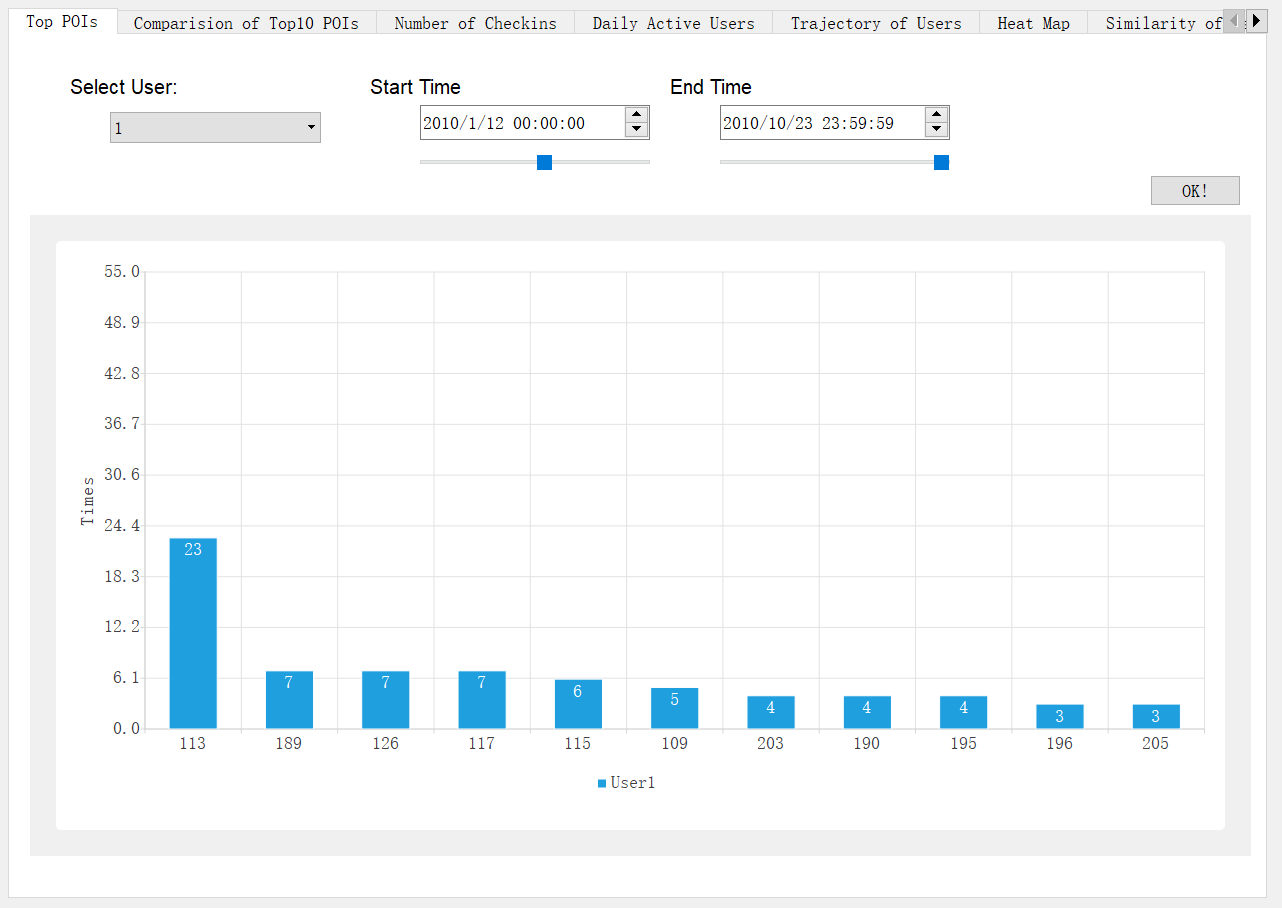 Top POIs Comparision of Top10 POIs Number of Checkins Daily Active Users Trajectory of Users Heat Map Similarity of
Select User: Start Time End Time
1 2010/1/12 00:00:00 2010/10/23 23:59:59
OK!
55.0
48.9
42.8
36.7
30.6
24.4
18.3
12.2
6.1
0.0
Times
23 7 7 7 6 5 4 4 4 3 3
113 189 126 117 115 109 203 190 195 196 205
User1